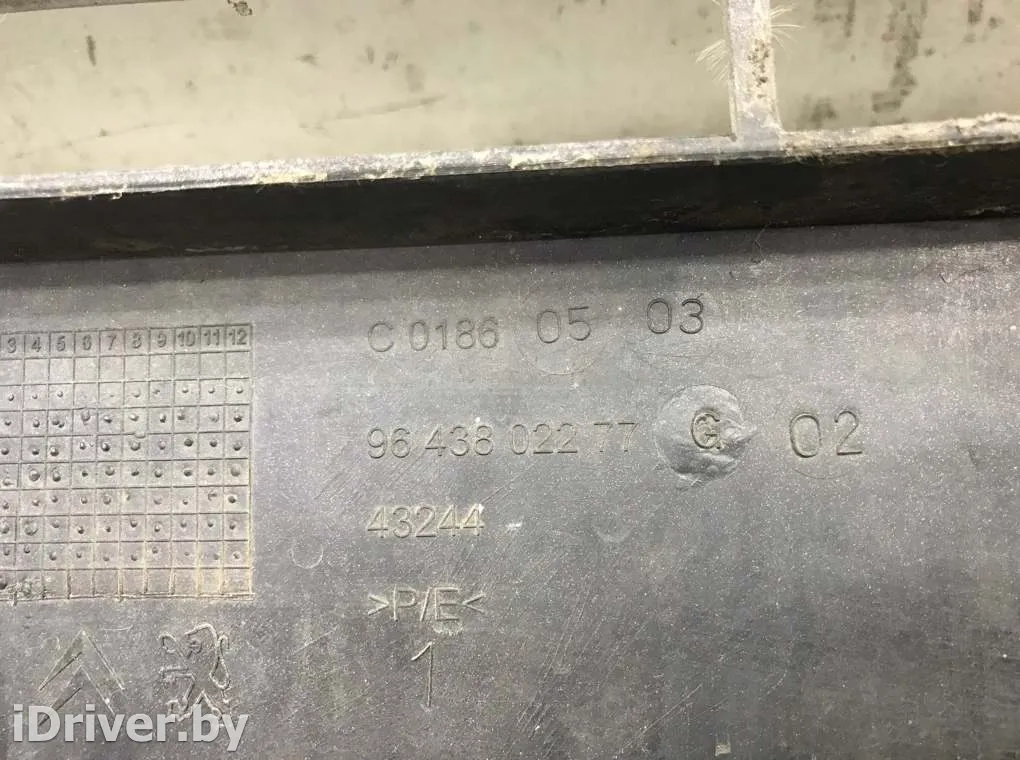 C 0186 05 03
3 4 5 6 7 8 9 10 11 12
96 438 022 77 G 02
43244
>P/E<
1
iDriver.by